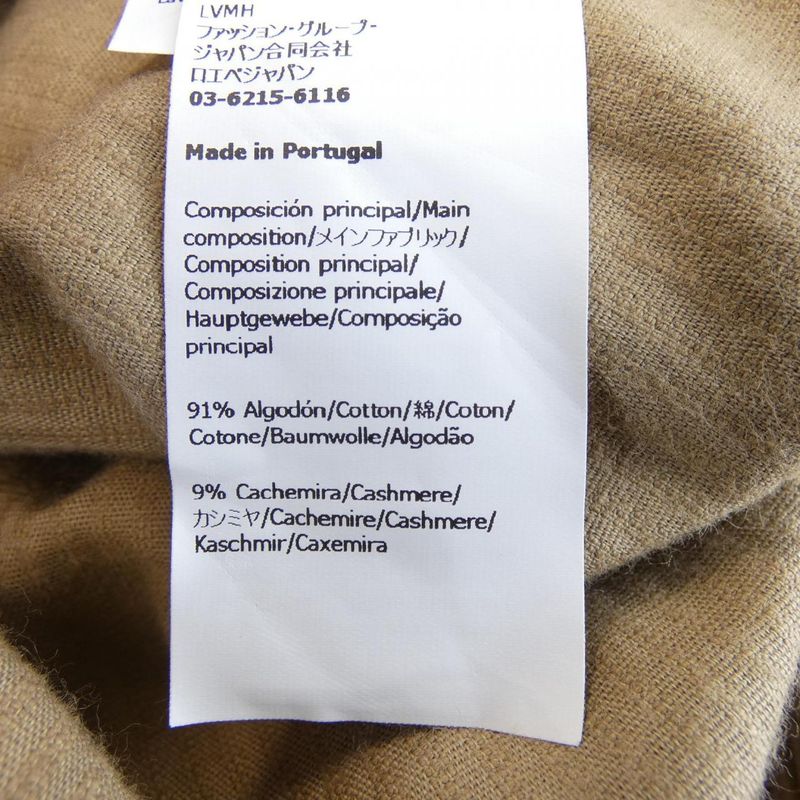 LVMH
ファッション・グループ・
ジャパン合同会社
ロエベジャパン
03-6215-6116
Made in Portugal
Composición principal/Main
composition/メインファブリック/
Composition principal/
Composizione principale/
Hauptgewebe/Composição
principal
91% Algodón/Cotton/綿/Coton/
Cotone/Baumwolle/Algodão
9% Cachemira/Cashmere/
カシミヤ/Cachemire/Cashmere/
Kaschmir/Caxemira